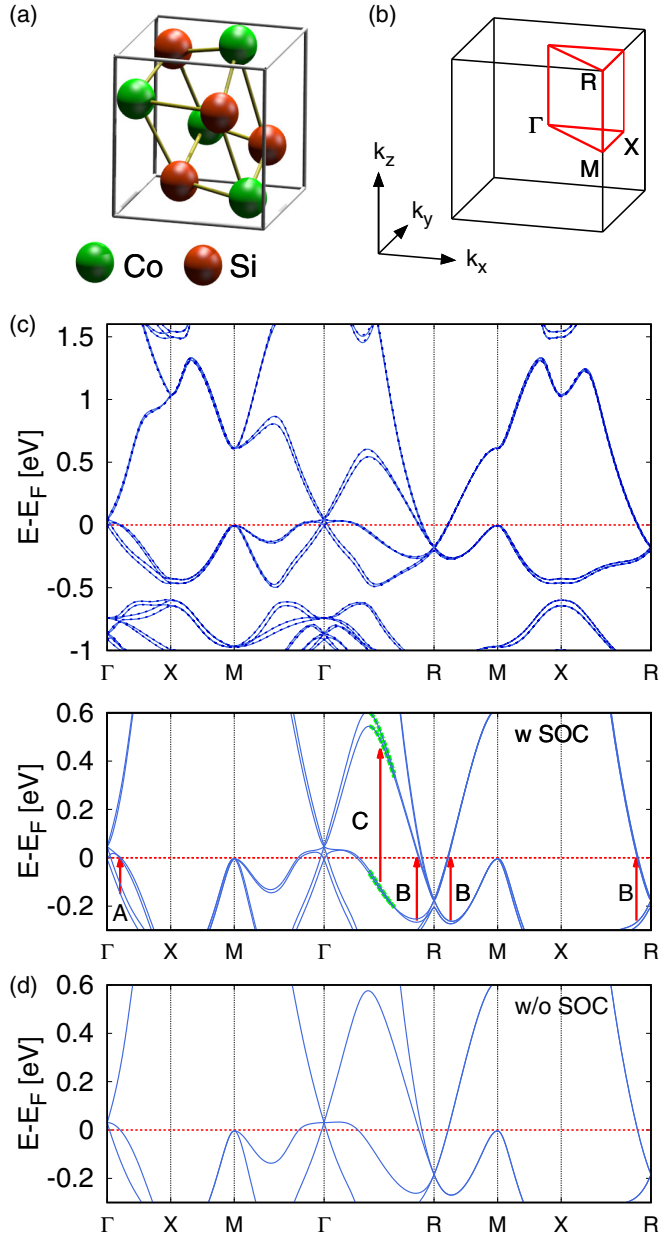 (a)
(b)
R
Γ
X
M
k_z
k_y
k_x
Co Si
(c)
1.5
1
0.5
0
-0.5
-1
E-E_F [eV]
Γ X M Γ R M X R
0.6
0.4
0.2
0
-0.2
E-E_F [eV]
w SOC
C
A
B B B
Γ X M Γ R M X R
(d)
0.6
0.4
0.2
0
-0.2
E-E_F [eV]
w/o SOC
Γ X M Γ R M X R